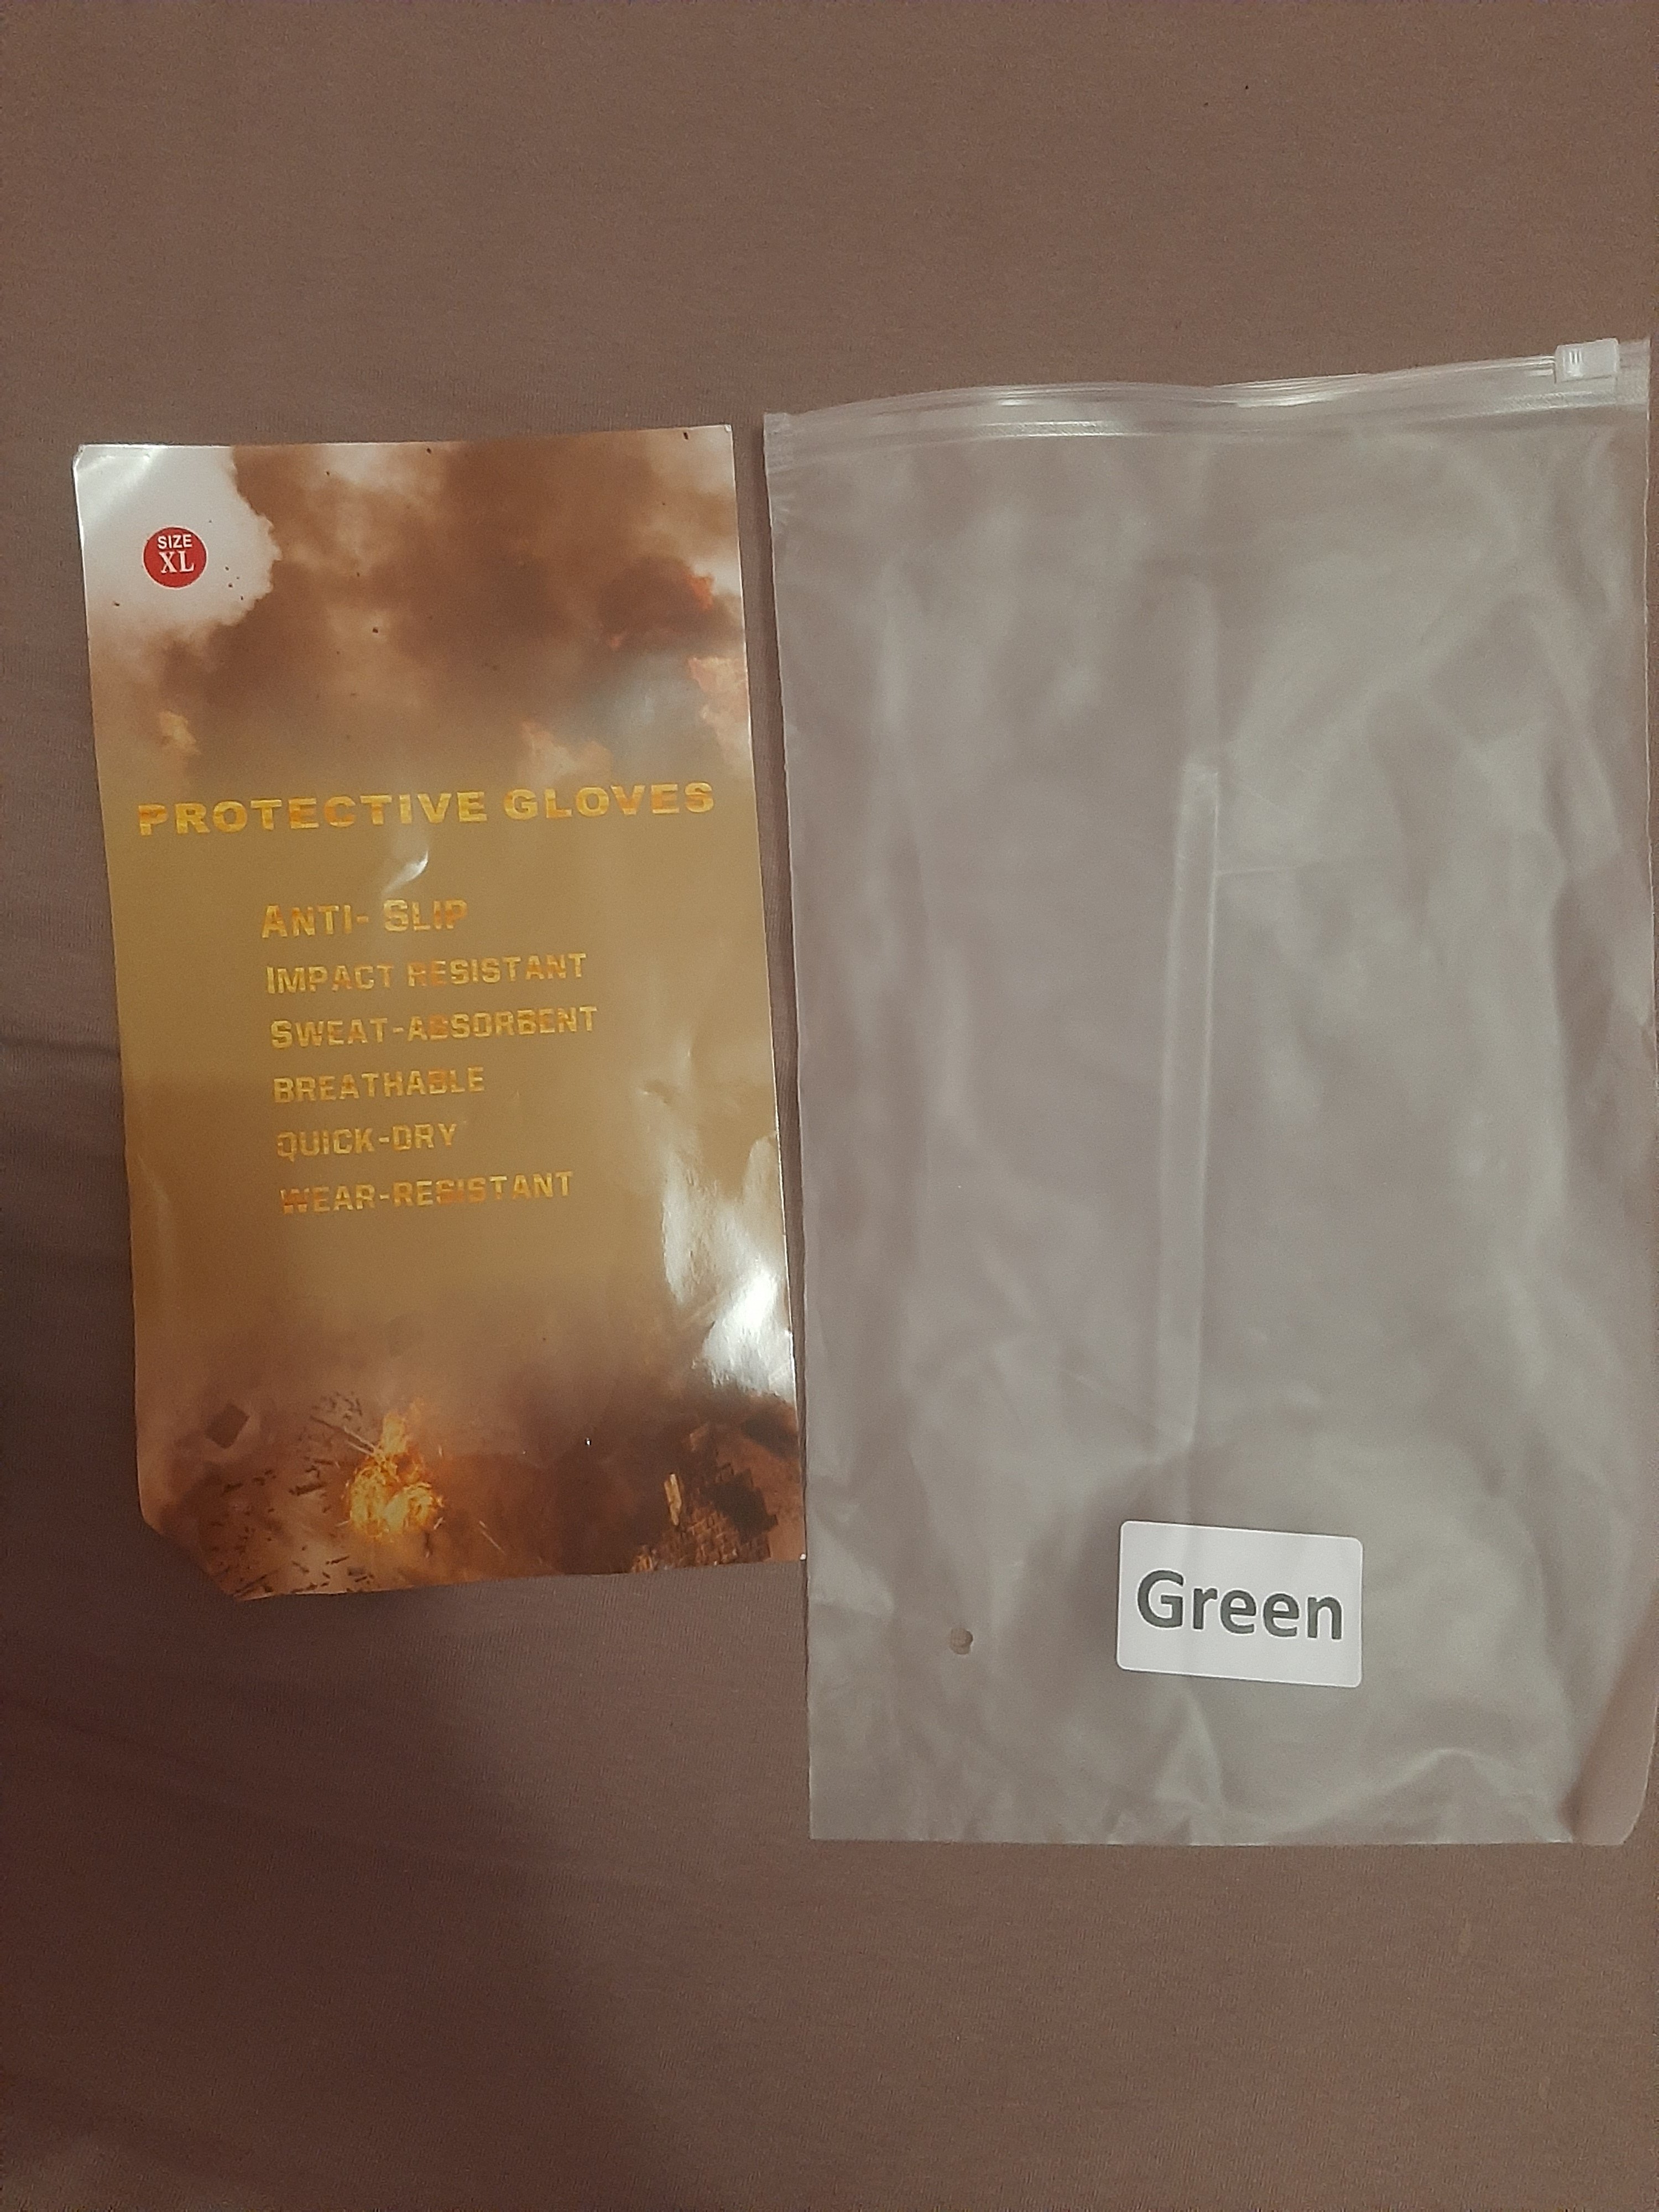 SIZE
XL
PROTECTIVE GLOVES
ANTI- SLIP
IMPACT RESISTANT
SWEAT-ABSORBENT
BREATHABLE
QUICK-DRY
WEAR-RESISTANT
Green